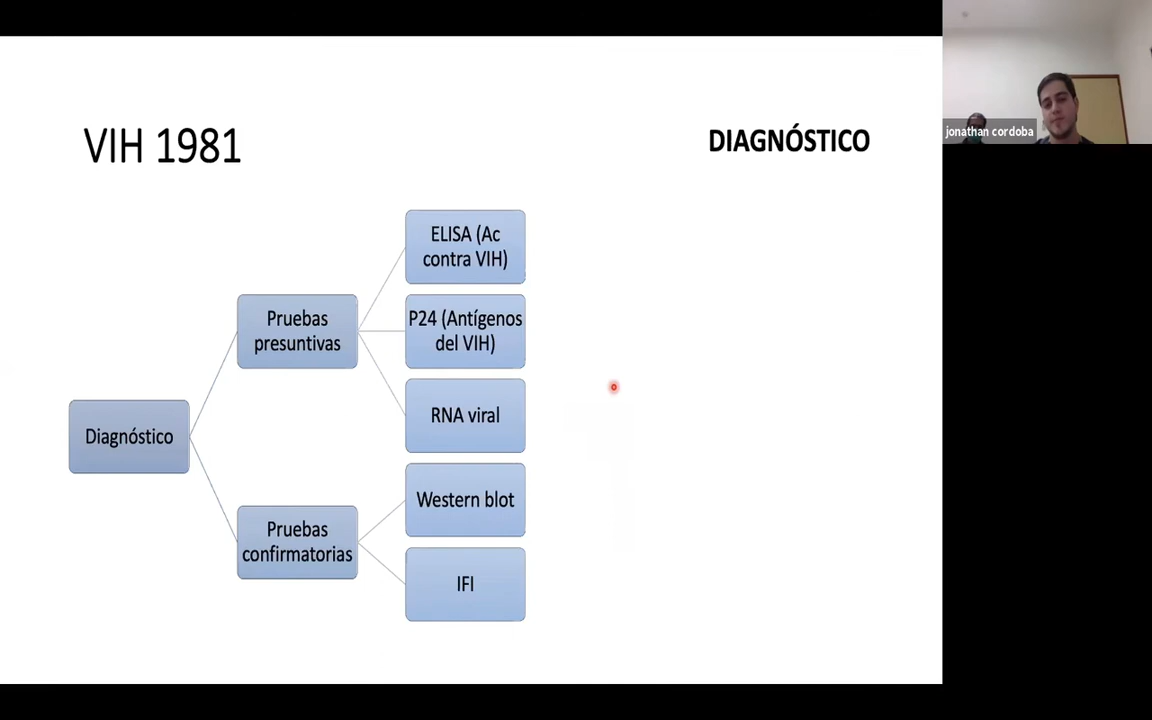 VIH 1981
DIAGNÓSTICO
jonathan cordoba
ELISA (Ac
contra VIH)
Pruebas
presuntivas
P24 (Antígenos
del VIH)
RNA viral
Diagnóstico
Western blot
Pruebas
confirmatorias
IFI